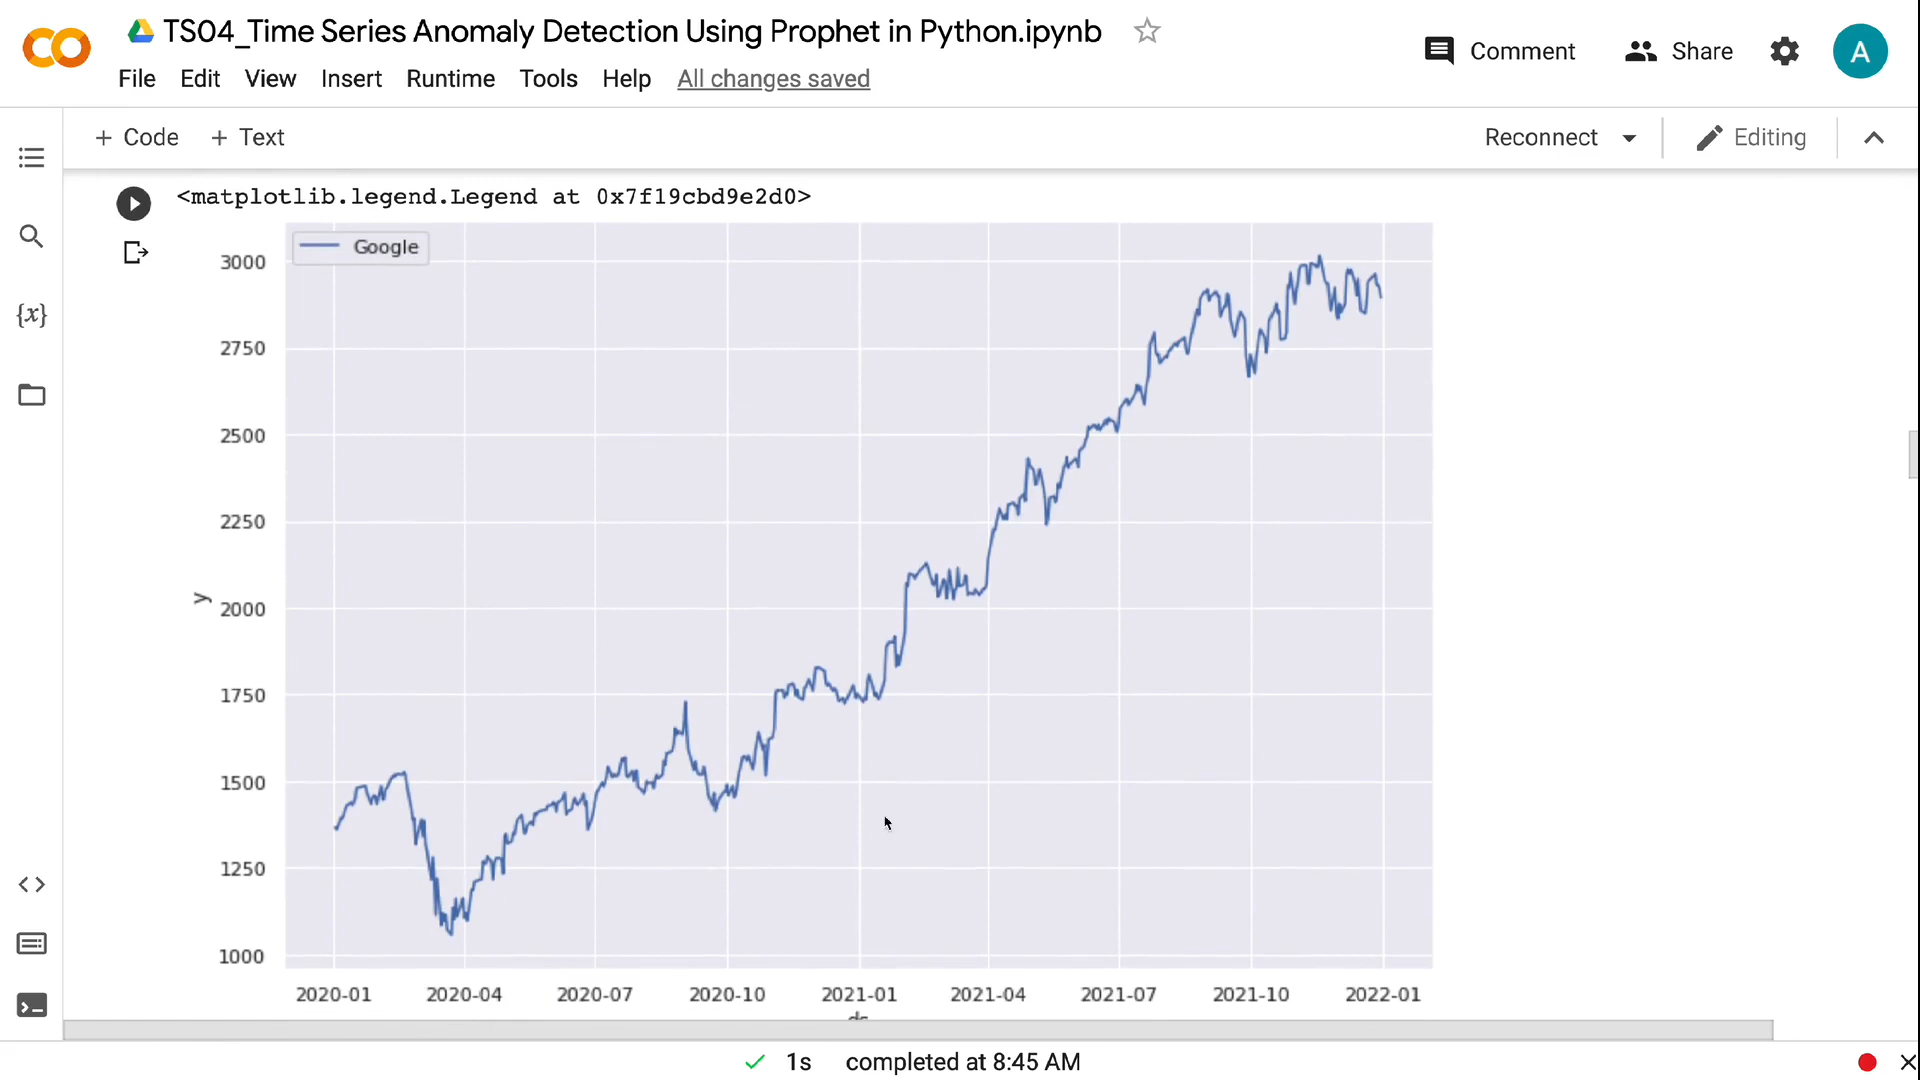 TS04_Time Series Anomaly Detection Using Prophet in Python.ipynb
File Edit View Insert Runtime Tools Help All changes saved
Comment Share A
+ Code + Text
Reconnect Editing
<matplotlib.legend.Legend at 0x7f19cbd9e2d0>
{x}
Google
3000
2750
2500
2250
2000
1750
1500
1250
1000
y
2020-01 2020-04 2020-07 2020-10 2021-01 2021-04 2021-07 2021-10 2022-01
ds
1s completed at 8:45 AM